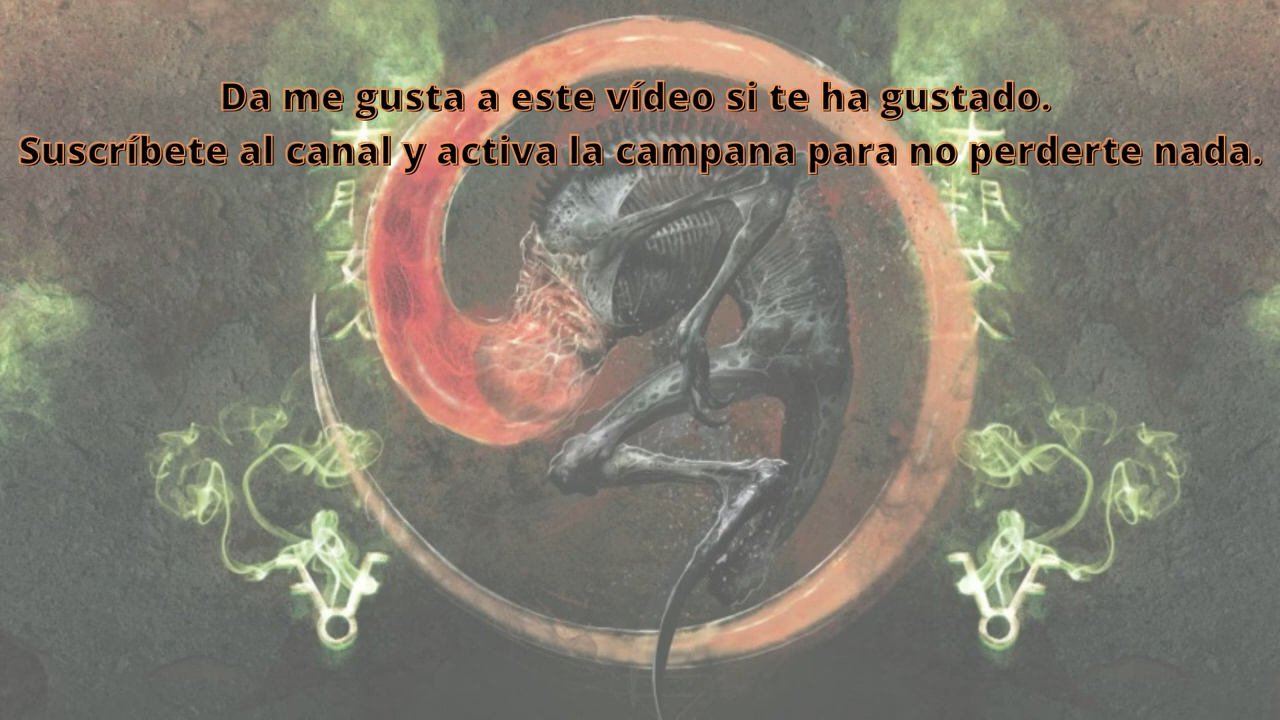 Da me gusta a este vídeo si te ha gustado.
Suscríbete al canal y activa la campana para no perderte nada.